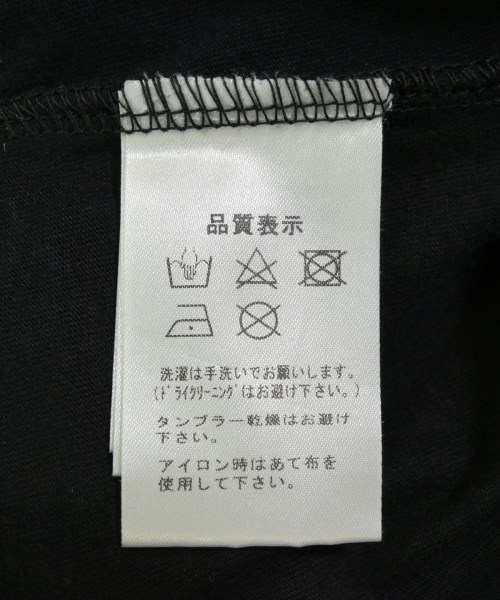 品質表示
洗濯は手洗いでお願いします。
(ﾄﾞﾗｲｸﾘｰﾆﾝｸﾞはお避け下さい。)
タンブラー乾燥はお避け
下さい。
アイロン時はあて布を
使用して下さい。